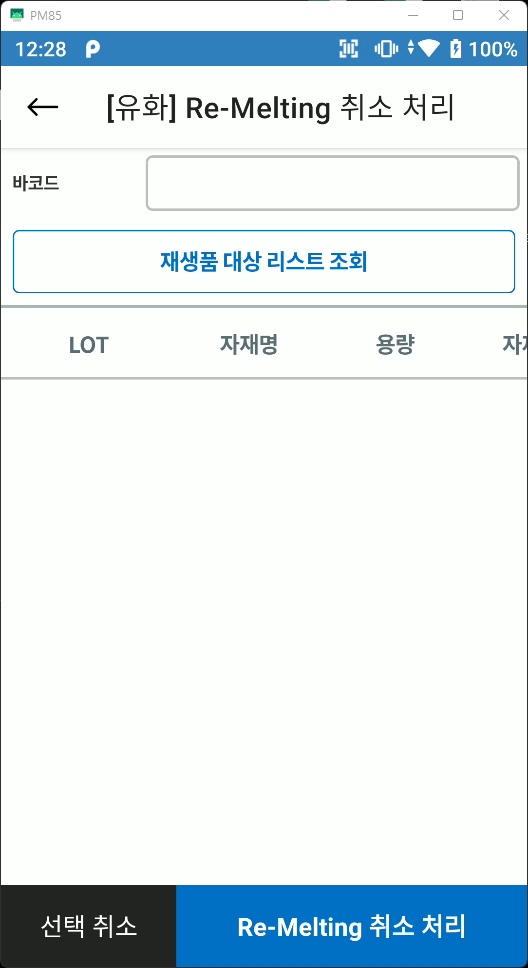 PM85
12:28 100%
[유화] Re-Melting 취소 처리
바코드
재생품 대상 리스트 조회
LOT 자재명 용량
선택 취소 Re-Melting 취소 처리